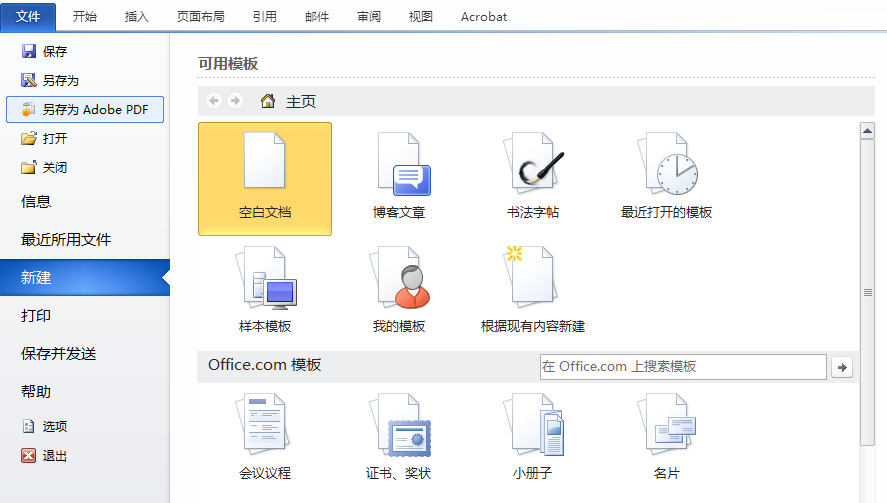 文件 开始 插入 页面布局 引用 邮件 审阅 视图 Acrobat
保存
另存为
另存为 Adobe PDF
打开
关闭
信息
最近所用文件
新建
打印
保存并发送
帮助
选项
退出
可用模板
主页
空白文档 博客文章 书法字帖 最近打开的模板
样本模板 我的模板 根据现有内容新建
Office.com 模板 在 Office.com 上搜索模板
会议议程 证书、奖状 小册子 名片